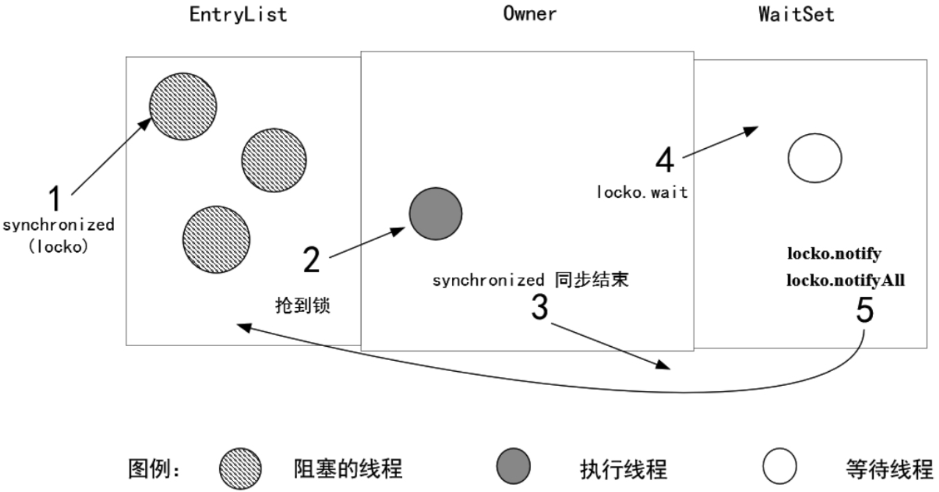 EntryList
Owner
WaitSet
1
synchronized
(locko)
2
抢到锁
synchronized 同步结束
3
4
locko.wait
locko.notify
locko.notifyAll
5
图例：
阻塞的线程
执行线程
等待线程